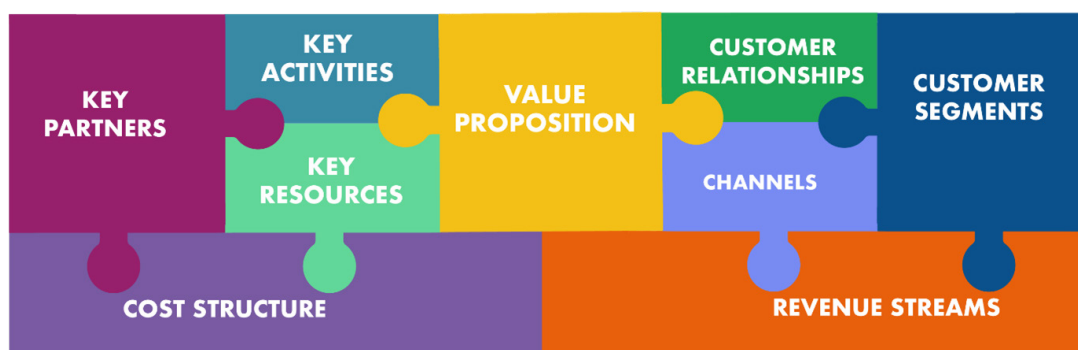 KEY
PARTNERS
KEY
ACTIVITIES
KEY
RESOURCES
VALUE
PROPOSITION
CUSTOMER
RELATIONSHIPS
CHANNELS
CUSTOMER
SEGMENTS
COST STRUCTURE
REVENUE STREAMS